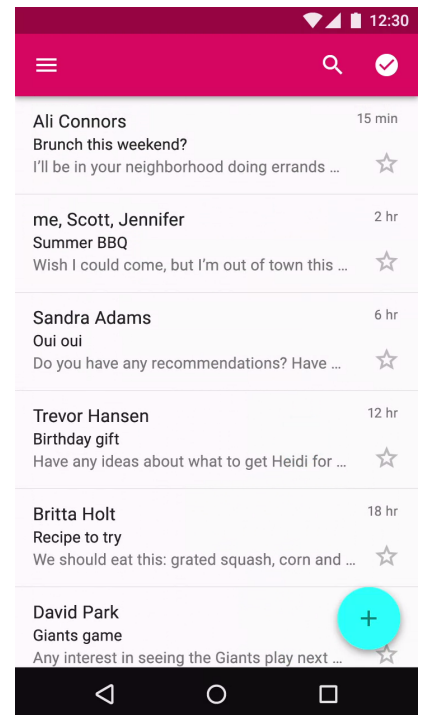 12:30
Ali Connors 15 min
Brunch this weekend?
I'll be in your neighborhood doing errands ...
me, Scott, Jennifer 2 hr
Summer BBQ
Wish I could come, but I'm out of town this ...
Sandra Adams 6 hr
Oui oui
Do you have any recommendations? Have ...
Trevor Hansen 12 hr
Birthday gift
Have any ideas about what to get Heidi for ...
Britta Holt 18 hr
Recipe to try
We should eat this: grated squash, corn and ...
David Park
Giants game
Any interest in seeing the Giants play next ...